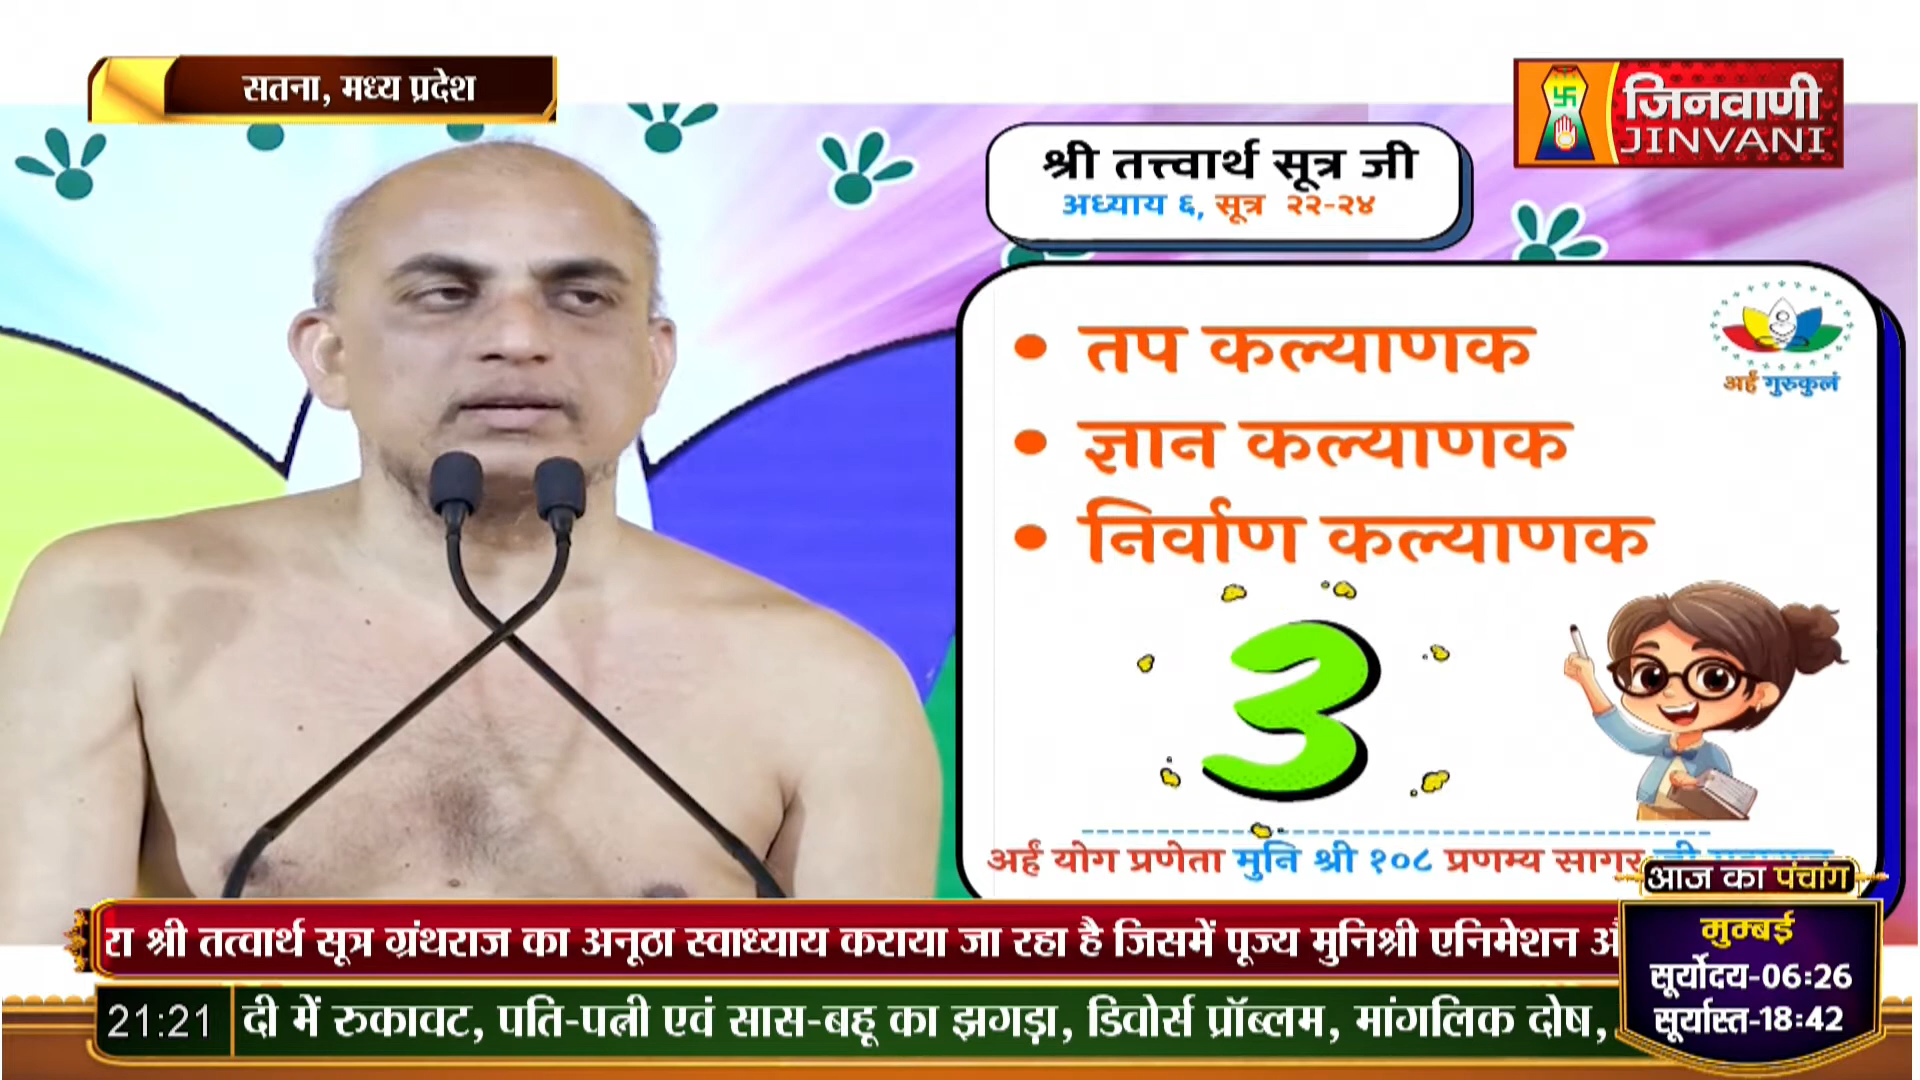 सतना, मध्य प्रदेश
जिनवाणी
JINVANI
श्री तत्त्वार्थ सूत्र जी
अध्याय ६, सूत्र २२-२४
अर्हं गुरुकुलं
• तप कल्याणक
• ज्ञान कल्याणक
• निर्वाण कल्याणक
3
अर्हं योग प्रणेता मुनि श्री १०८ प्रणम्य सागर
आज का पंचांग
रा श्री तत्वार्थ सूत्र ग्रंथराज का अनूठा स्वाध्याय कराया जा रहा है जिसमें पूज्य मुनिश्री एनिमेशन
मुम्बई
सूर्योदय-06:26
सूर्यास्त-18:42
21:21 दी में रुकावट, पति-पत्नी एवं सास-बहू का झगड़ा, डिवोर्स प्रॉब्लम, मांगलिक दोष,